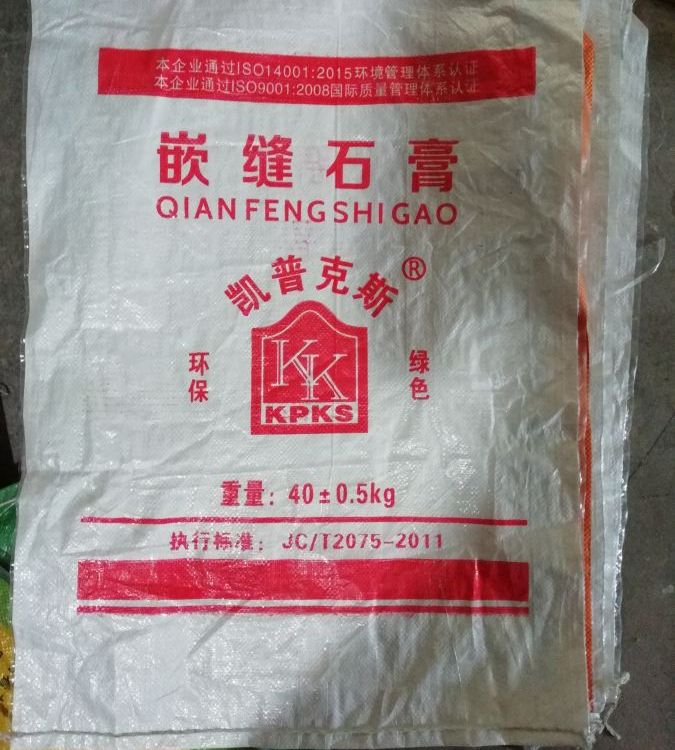 本企业通过ISO14001:2015环境管理体系认证
本企业通过ISO9001:2008国际质量管理体系认证
嵌缝石膏
QIANFENGSHIGAO
凯普克斯®
环保
绿色
KK
KPKS
重量：40±0.5kg
执行标准：JC/T2075-2011